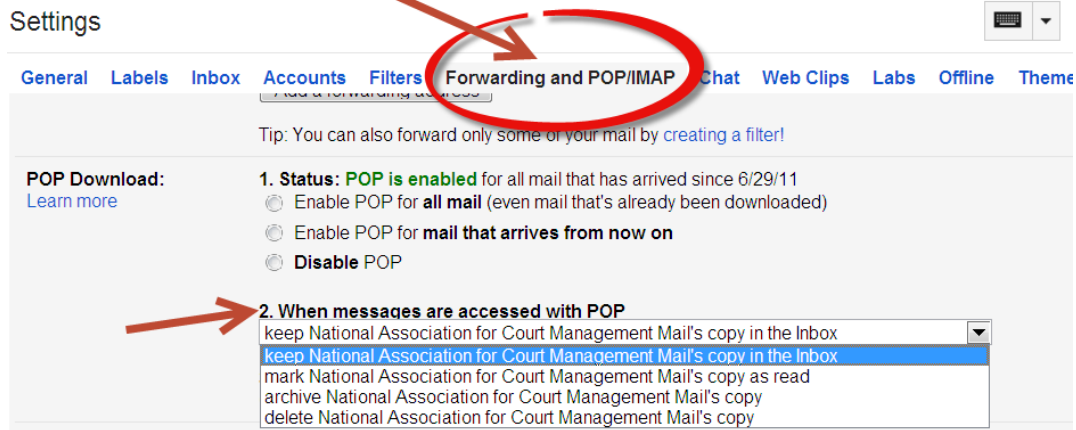 Settings
General Labels Inbox Accounts Filters Forwarding and POP/IMAP Chat Web Clips Labs Offline Theme
Add a forwarding address
Tip: You can also forward only some of your mail by creating a filter!
POP Download:
Learn more
1. Status: POP is enabled for all mail that has arrived since 6/29/11
Enable POP for all mail (even mail that's already been downloaded)
Enable POP for mail that arrives from now on
Disable POP
2. When messages are accessed with POP
keep National Association for Court Management Mail's copy in the Inbox
keep National Association for Court Management Mail's copy in the Inbox
mark National Association for Court Management Mail's copy as read
archive National Association for Court Management Mail's copy
delete National Association for Court Management Mail's copy